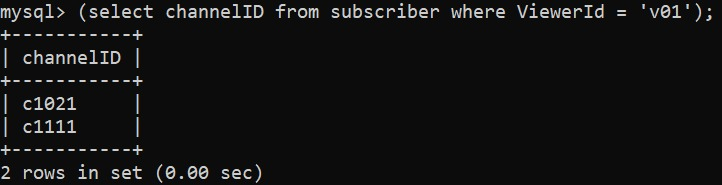 mysql> (select channelID from subscriber where ViewerId = 'v01');
+-----------+
| channelID |
+-----------+
| c1021     |
| c1111     |
+-----------+
2 rows in set (0.00 sec)